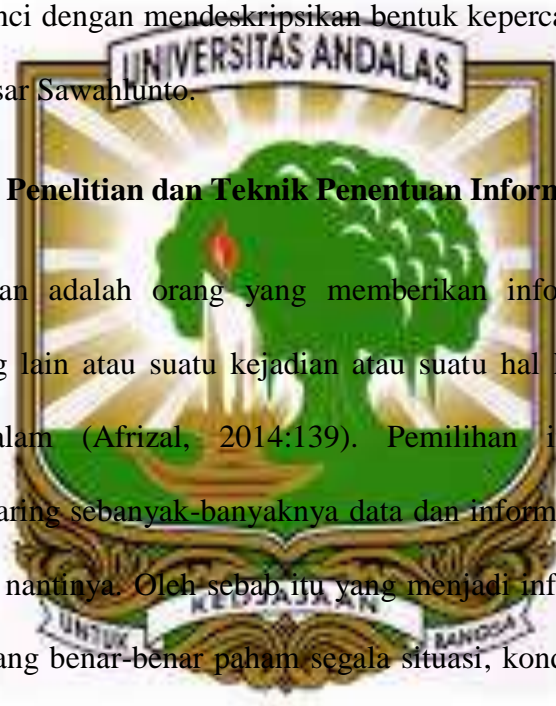 nci dengan mendeskripsikan bentuk keperca
UNIVERSITAS ANDALAS
sar Sawahlunto.
Penelitian dan Teknik Penentuan Inform
an adalah orang yang memberikan info
g lain atau suatu kejadian atau suatu hal
alam (Afrizal, 2014:139). Pemilihan i
aring sebanyak-banyaknya data dan inform
nantinya. Oleh sebab itu yang menjadi inf
KEDJAJAAN
UNTUK BANGSA
ang benar-benar paham segala situasi, kond